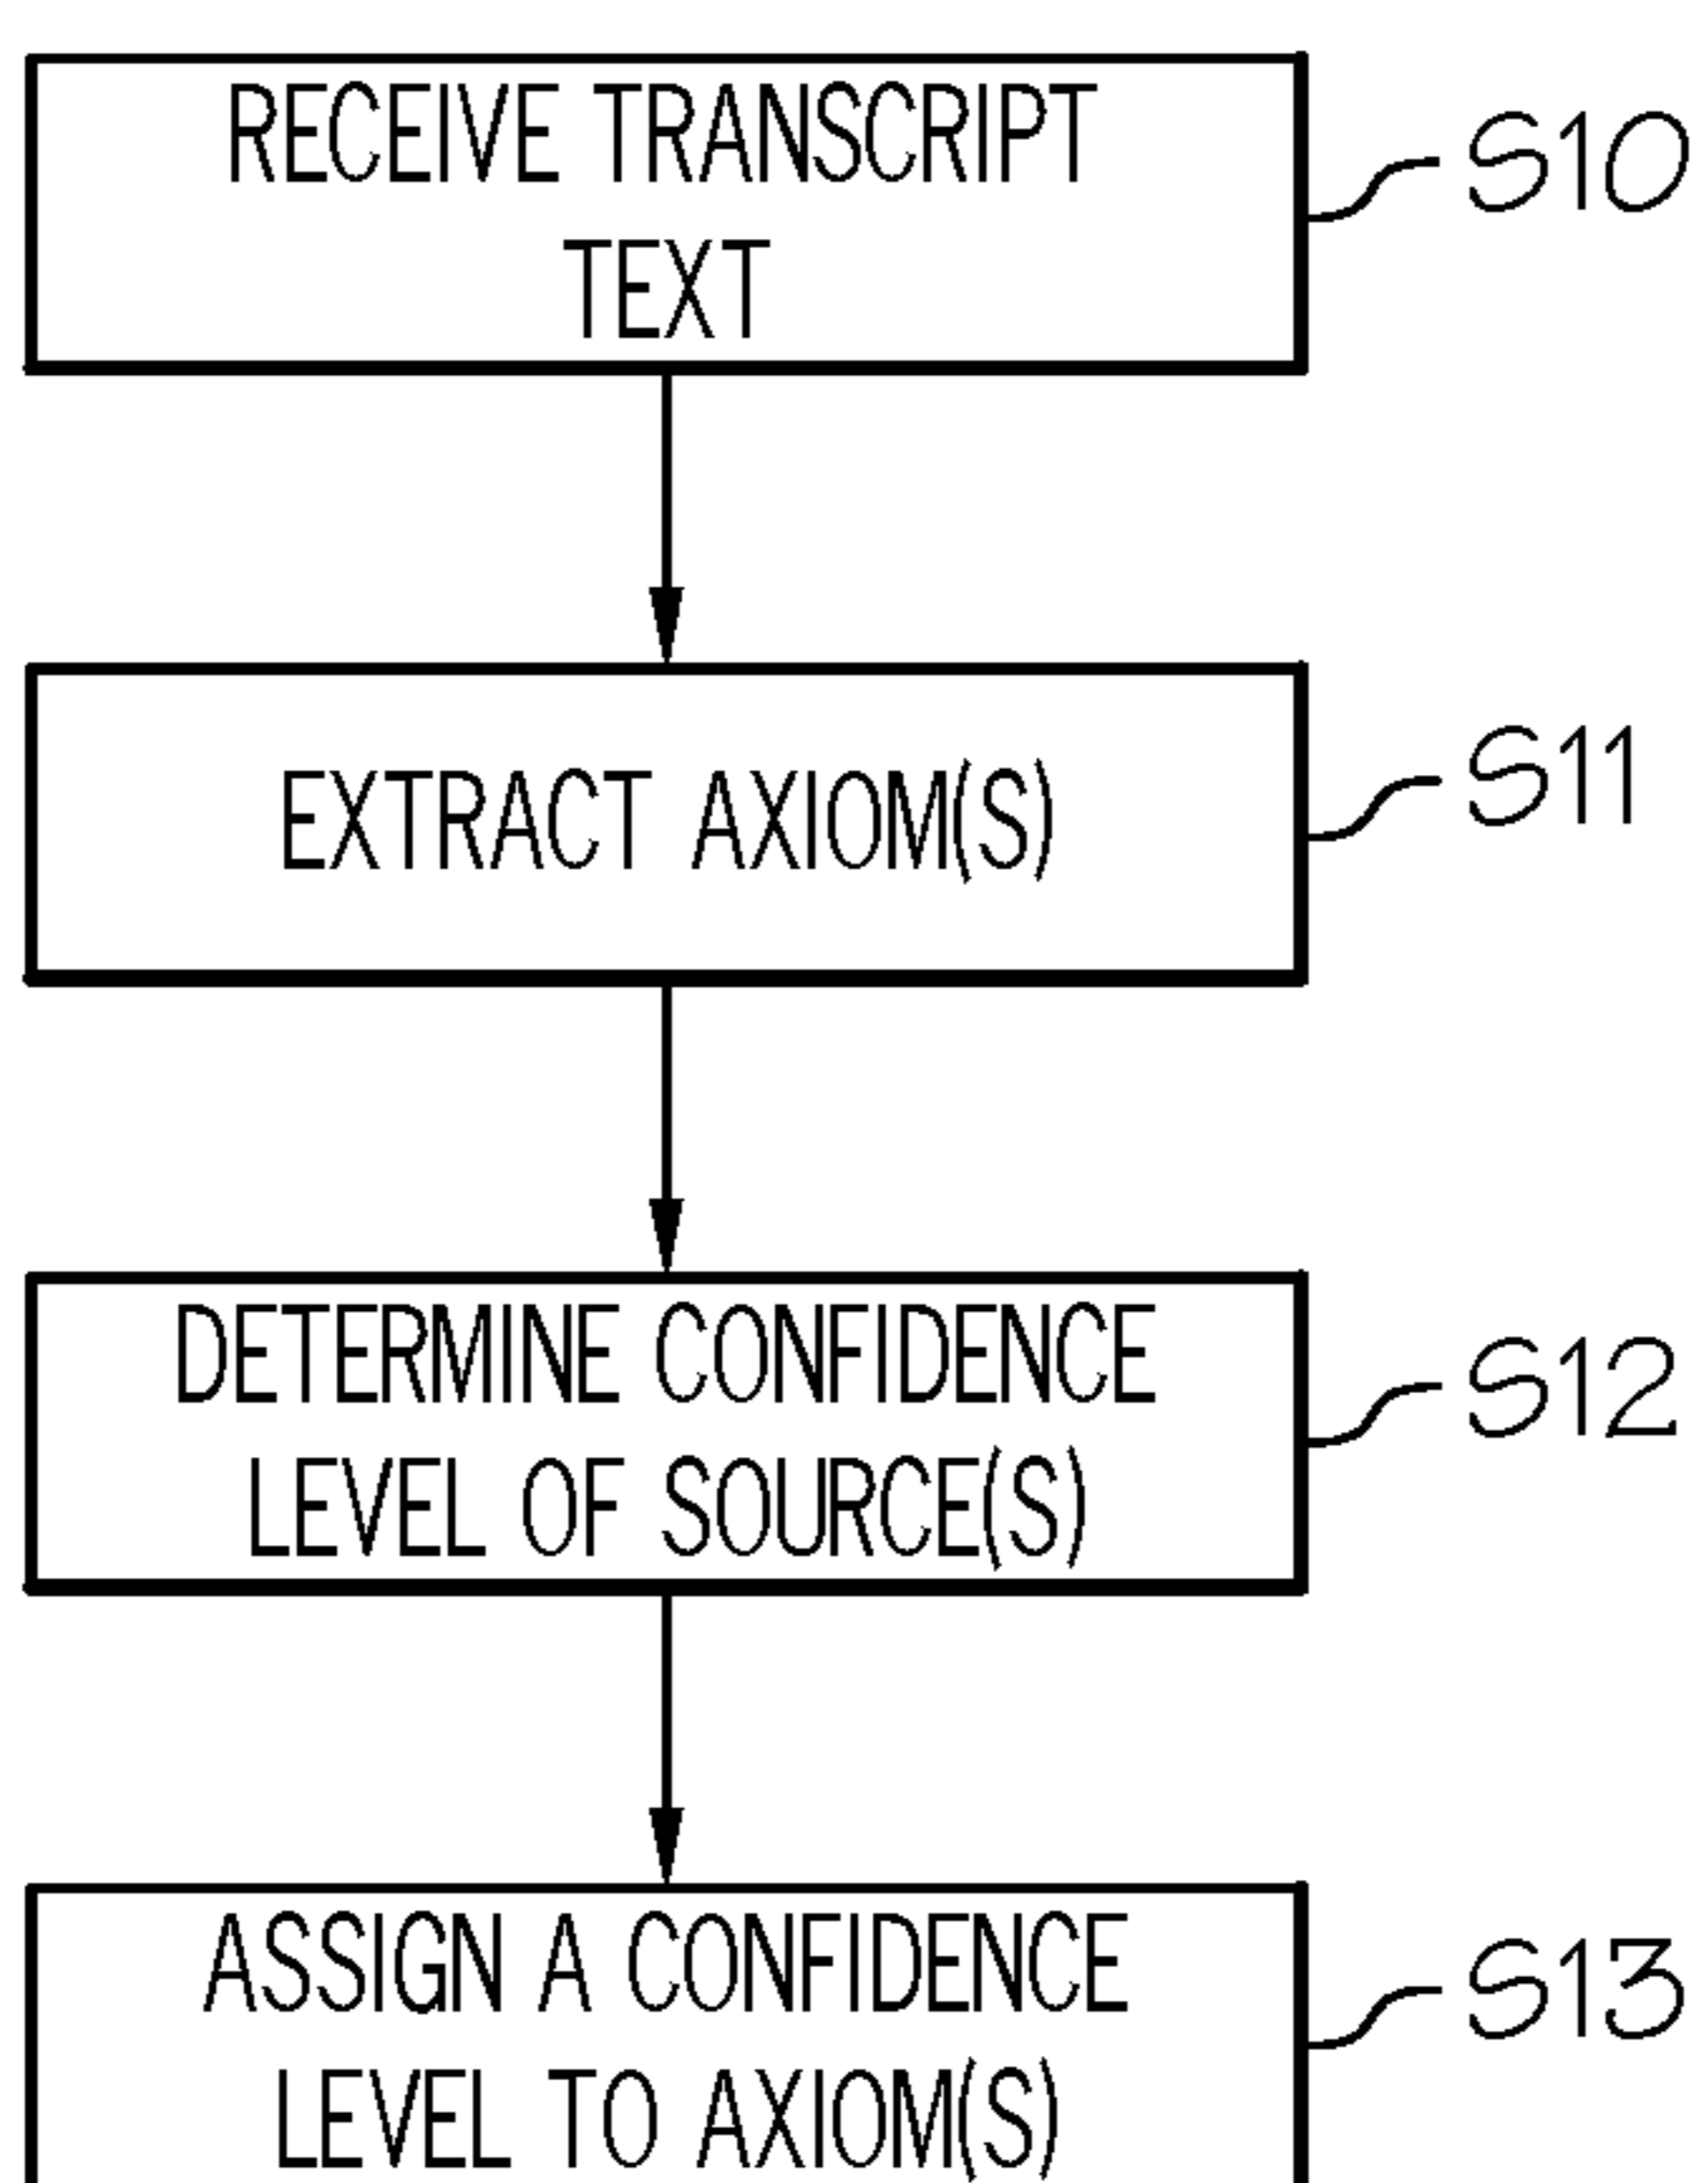 RECEIVE TRANSCRIPT
TEXT
S10
EXTRACT AXIOM(S)
S11
DETERMINE CONFIDENCE
LEVEL OF SOURCE(S)
S12
ASSIGN A CONFIDENCE
LEVEL TO AXIOM(S)
S13